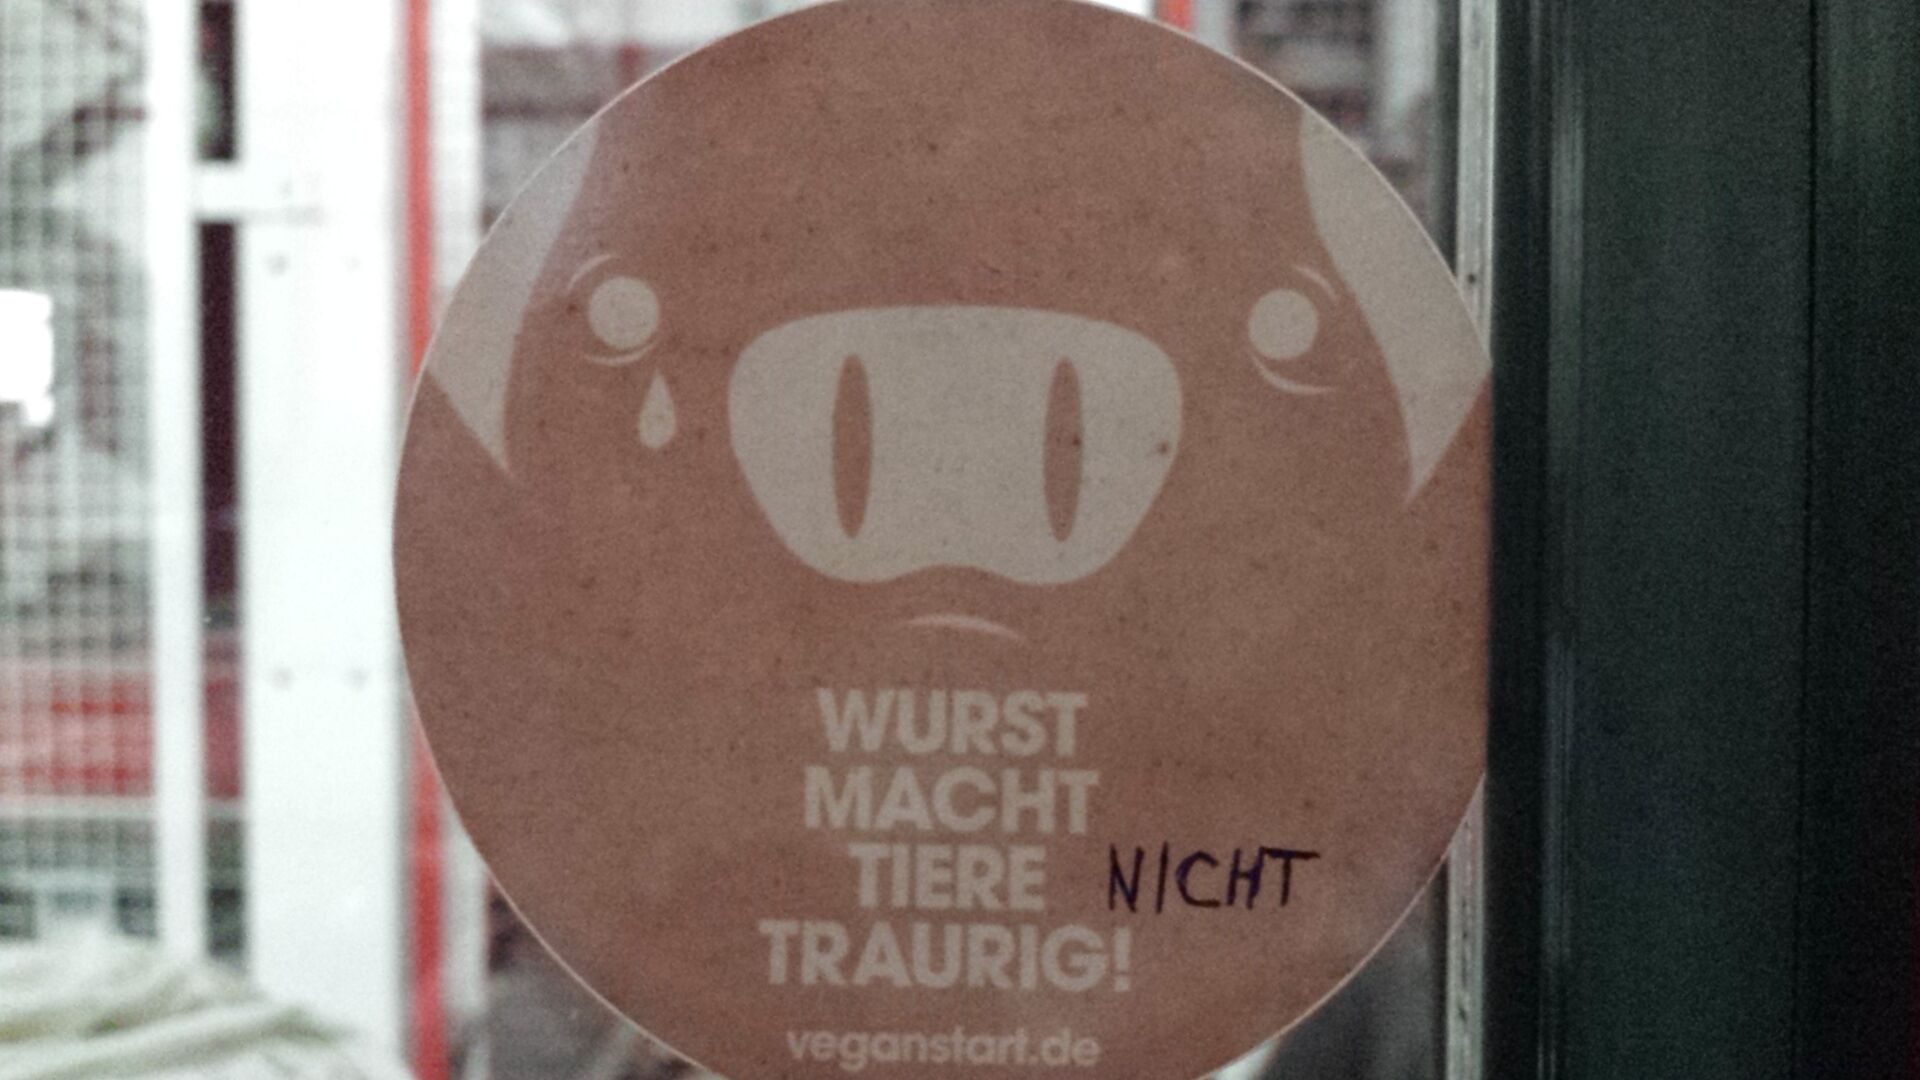 WURST
MACHT
TIERE NICHT
TRAURIG!
veganstart.de